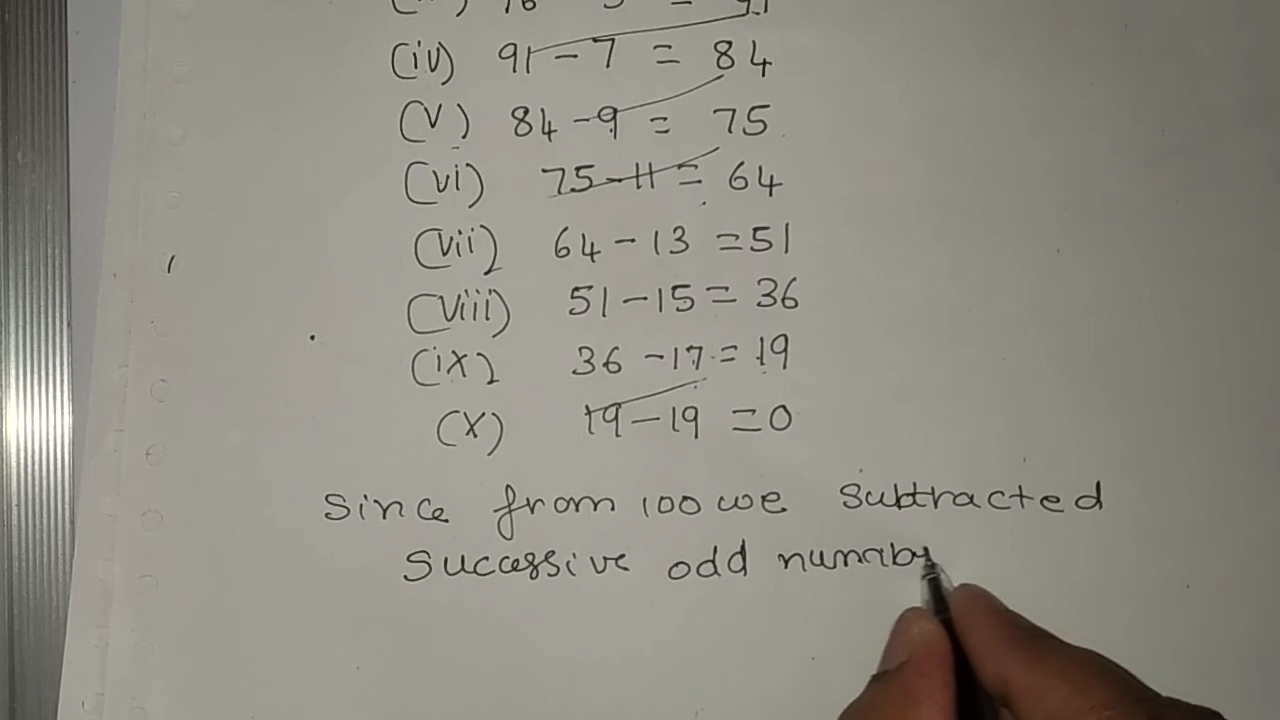 (iv) 91 - 7 = 84
(v) 84 - 9 = 75
(vi) 75 - 11 = 64
(vii) 64 - 13 = 51
(viii) 51 - 15 = 36
(ix) 36 - 17 = 19
(x) 19 - 19 = 0
Since from 100 we subtracted
successive odd numb